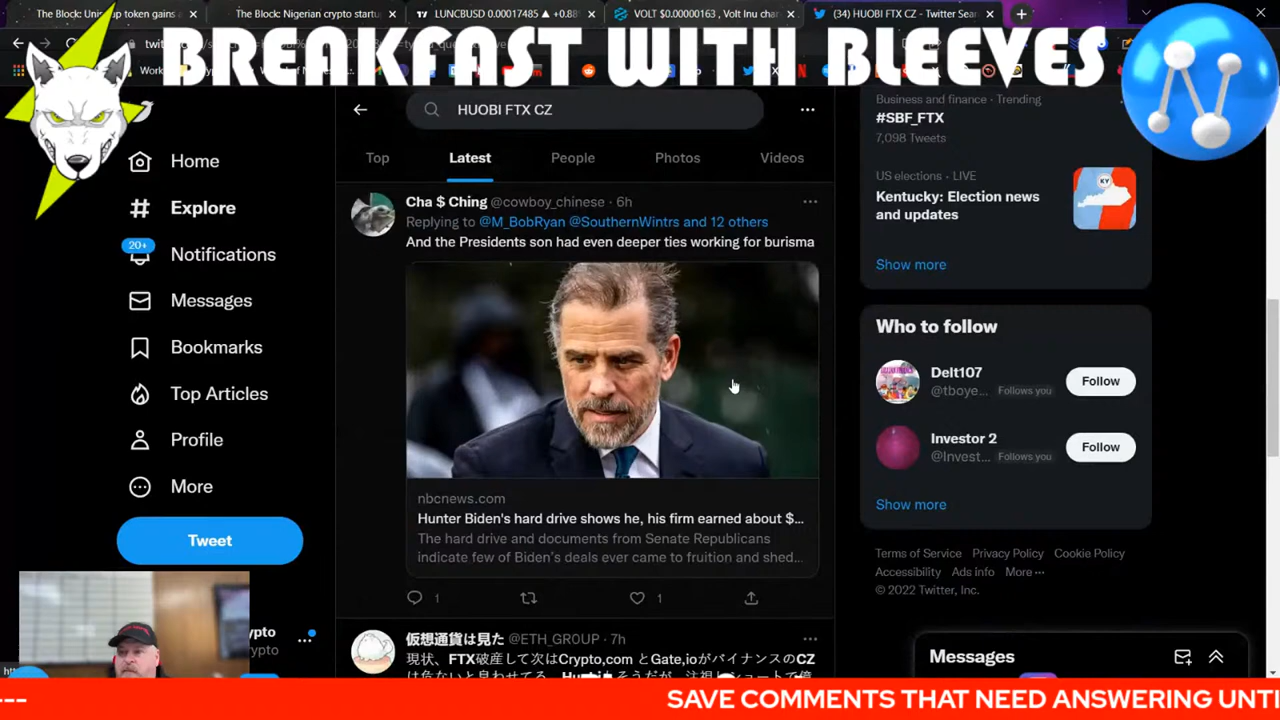 The Block: Uniswap token gains a
The Block: Nigerian crypto startu
LUNCBUSD 0.00017485 ▲ +0.88
VOLT $0.00000163 , Volt Inu chan
(34) HUOBI FTX CZ - Twitter Sear
BREAKFAST WITH BLEEVES
HUOBI FTX CZ
Top
Latest
People
Photos
Videos
Home
Explore
20+
Notifications
Messages
Bookmarks
Top Articles
Profile
More
Tweet
Cha $ Ching @cowboy_chinese · 6h
Replying to @M_BobRyan @SouthernWintrs and 12 others
And the Presidents son had even deeper ties working for burisma
nbcnews.com
Hunter Biden's hard drive shows he, his firm earned about $...
The hard drive and documents from Senate Republicans
indicate few of Biden's deals ever came to fruition and shed...
1
1
仮想通貨は見た @ETH_GR0UP · 7h
現状、FTX破産して次はCrypto,com とGate,ioがバイナンスのCZ
Business and finance · Trending
#SBF_FTX
7,098 Tweets
US elections · LIVE
Kentucky: Election news
and updates
KY
Show more
Who to follow
Delt107
@tboye... Follows you
Follow
Investor 2
@Invest... Follows you
Follow
Show more
Terms of Service Privacy Policy Cookie Policy
Accessibility Ads info More ···
© 2022 Twitter, Inc.
Messages
--- SAVE COMMENTS THAT NEED ANSWERING UNTI